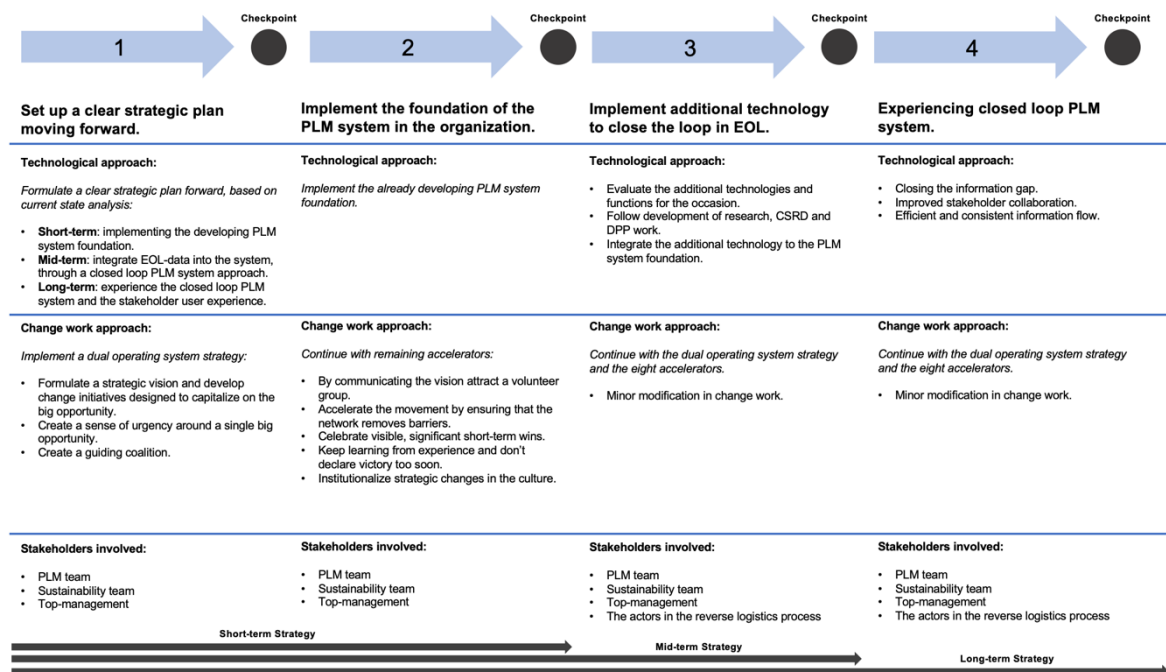 Checkpoint
Checkpoint
Checkpoint
Checkpoint
1
2
3
4
Set up a clear strategic plan
moving forward.
Implement the foundation of the
PLM system in the organization.
Implement additional technology
to close the loop in EOL.
Experiencing closed loop PLM
system.
Technological approach:
Formulate a clear strategic plan forward, based on
current state analysis:
• Short-term: implementing the developing PLM
system foundation.
• Mid-term: integrate EOL-data into the system,
through a closed loop PLM system approach.
• Long-term: experience the closed loop PLM
system and the stakeholder user experience.
Technological approach:
Implement the already developing PLM system
foundation.
Technological approach:
• Evaluate the additional technologies and
functions for the occasion.
• Follow development of research, CSRD and
DPP work.
• Integrate the additional technology to the PLM
system foundation.
Technological approach:
• Closing the information gap.
• Improved stakeholder collaboration.
• Efficient and consistent information flow.
Change work approach:
Implement a dual operating system strategy:
• Formulate a strategic vision and develop
change initiatives designed to capitalize on the
big opportunity.
• Create a sense of urgency around a single big
opportunity.
• Create a guiding coalition.
Change work approach:
Continue with remaining accelerators:
• By communicating the vision attract a volunteer
group.
• Accelerate the movement by ensuring that the
network removes barriers.
• Celebrate visible, significant short-term wins.
• Keep learning from experience and don't
declare victory too soon.
• Institutionalize strategic changes in the culture.
Change work approach:
Continue with the dual operating system strategy
and the eight accelerators.
• Minor modification in change work.
Change work approach:
Continue with the dual operating system strategy
and the eight accelerators.
• Minor modification in change work.
Stakeholders involved:
• PLM team
• Sustainability team
• Top-management
Stakeholders involved:
• PLM team
• Sustainability team
• Top-management
Stakeholders involved:
• PLM team
• Sustainability team
• Top-management
• The actors in the reverse logistics process
Stakeholders involved:
• PLM team
• Sustainability team
• Top-management
• The actors in the reverse logistics process
Short-term Strategy
Mid-term Strategy
Long-term Strategy